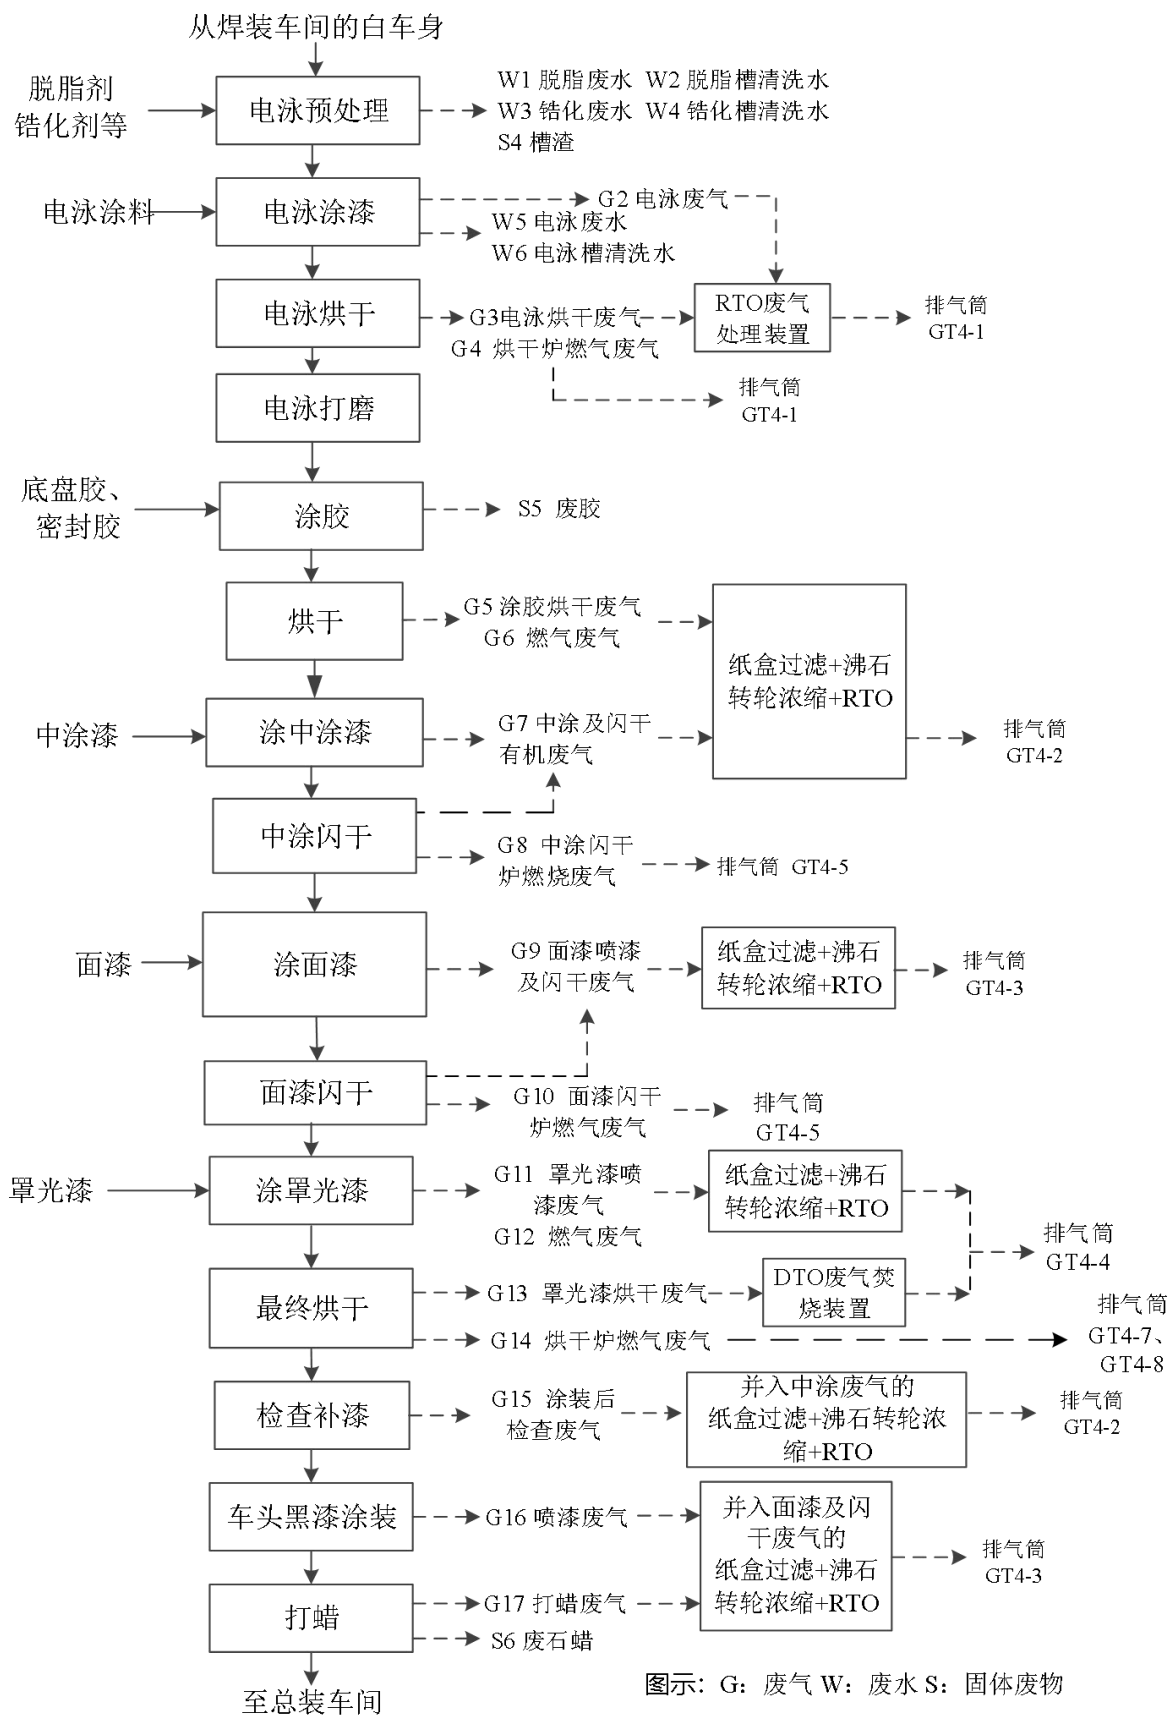 从焊装车间的白车身
脱脂剂
锆化剂等
电泳预处理
W1 脱脂废水 W2 脱脂槽清洗水
W3 锆化废水 W4 锆化槽清洗水
S4 槽渣
电泳涂料
电泳涂漆
G2 电泳废气
W5 电泳废水
W6 电泳槽清洗水
电泳烘干
G3电泳烘干废气
G4 烘干炉燃气废气
RTO废气
处理装置
排气筒
GT4-1
排气筒
GT4-1
电泳打磨
底盘胶、
密封胶
涂胶
S5 废胶
烘干
G5 涂胶烘干废气
G6 燃气废气
纸盒过滤+沸石
转轮浓缩+RTO
中涂漆
涂中涂漆
G7 中涂及闪干
有机废气
排气筒
GT4-2
中涂闪干
G8 中涂闪干
炉燃烧废气
排气筒 GT4-5
面漆
涂面漆
G9 面漆喷漆
及闪干废气
纸盒过滤+沸石
转轮浓缩+RTO
排气筒
GT4-3
面漆闪干
G10 面漆闪干
炉燃气废气
排气筒
GT4-5
罩光漆
涂罩光漆
G11 罩光漆喷
漆废气
G12 燃气废气
纸盒过滤+沸石
转轮浓缩+RTO
排气筒
GT4-4
最终烘干
G13 罩光漆烘干废气
DTO废气焚
烧装置
G14 烘干炉燃气废气
排气筒
GT4-7、
GT4-8
检查补漆
G15 涂装后
检查废气
并入中涂废气的
纸盒过滤+沸石转轮浓
缩+RTO
排气筒
GT4-2
车头黑漆涂装
G16 喷漆废气
并入面漆及闪
干废气的
纸盒过滤+沸石
转轮浓缩+RTO
排气筒
GT4-3
打蜡
G17 打蜡废气
S6 废石蜡
至总装车间
图示：G：废气 W：废水 S：固体废物